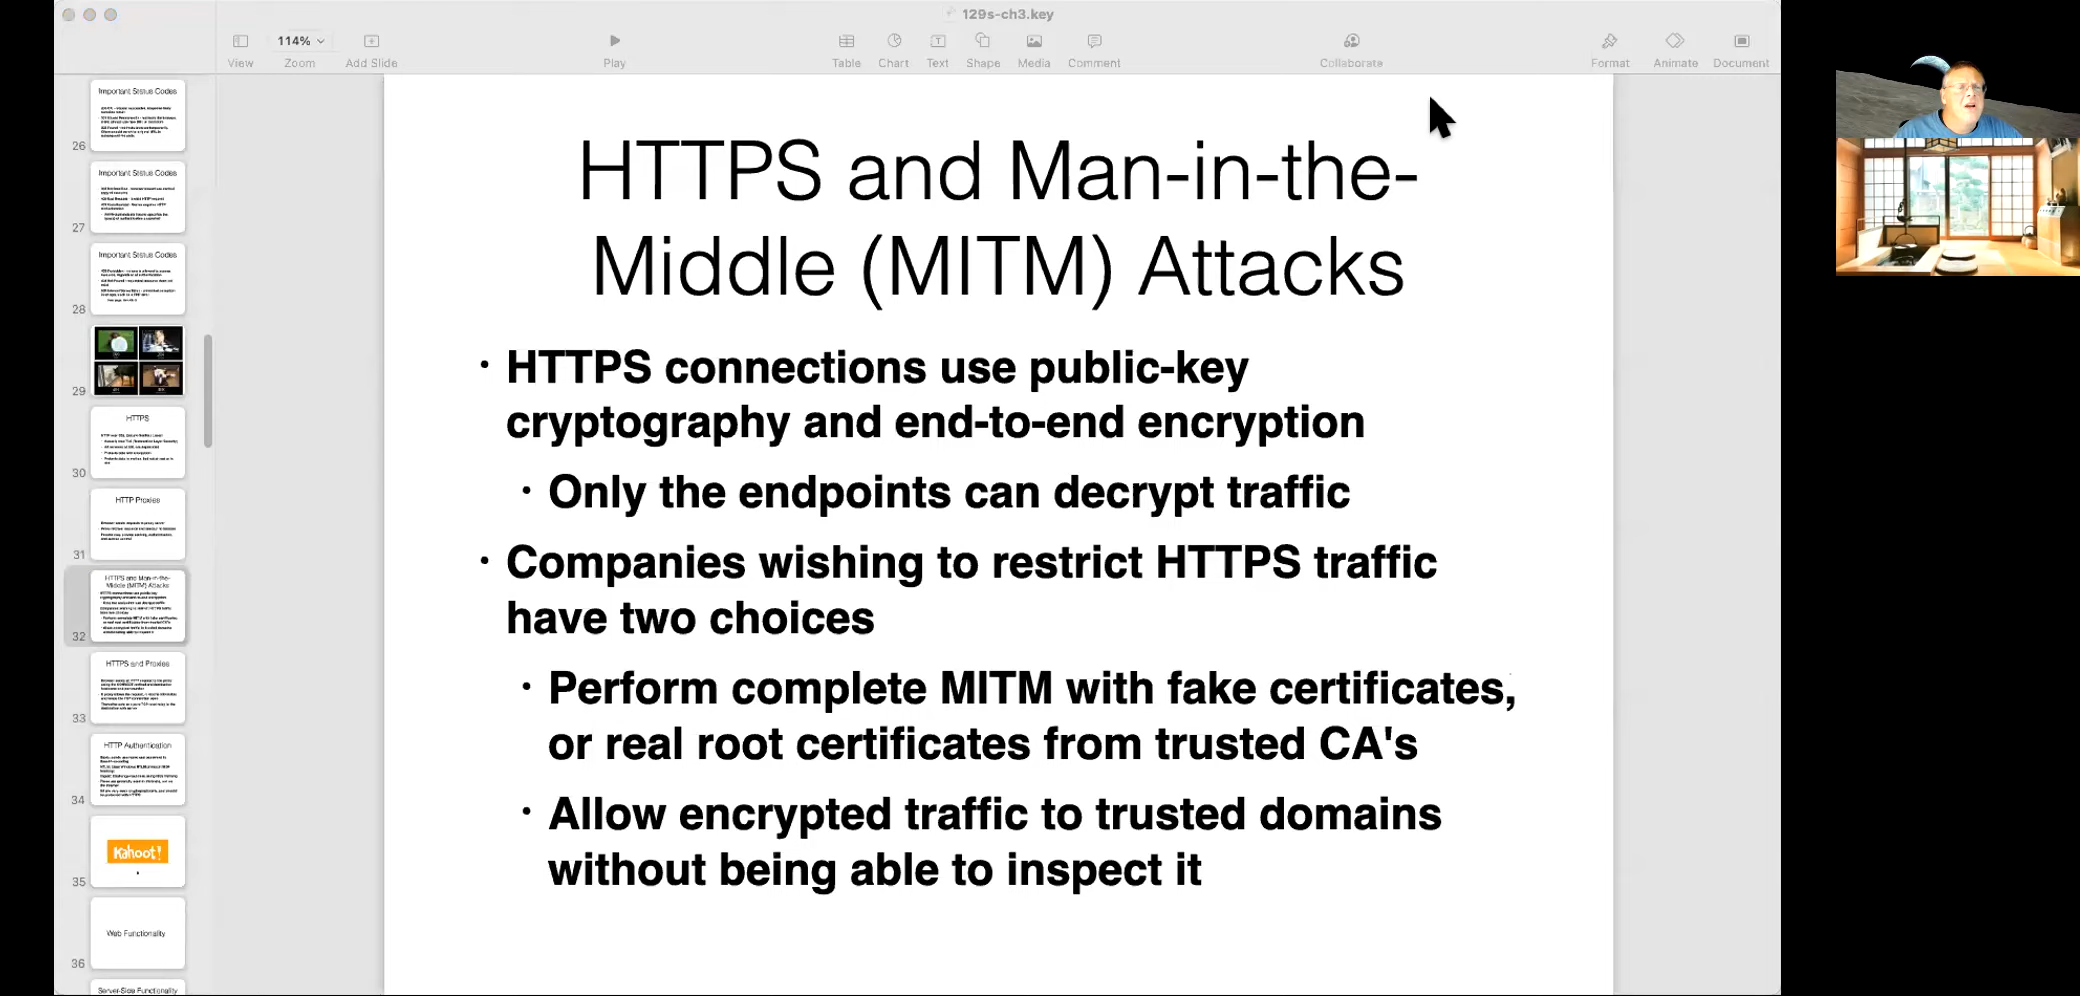 129s-ch3.key
View
114%
Zoom
Add Slide
Play
Table
Chart
Text
Shape
Media
Comment
Collaborate
Format
Animate
Document
Important Status Codes
26
Important Status Codes
27
Important Status Codes
28
29
HTTPS
30
HTTP Proxies
31
HTTPS and Man-in-the-
Middle (MITM) Attacks
32
HTTPS and Proxies
33
HTTP Authentication
34
Kahoot!
35
Web Functionality
36
Server-Side Functionality
HTTPS and Man-in-the-
Middle (MITM) Attacks
• HTTPS connections use public-key
cryptography and end-to-end encryption
• Only the endpoints can decrypt traffic
• Companies wishing to restrict HTTPS traffic
have two choices
• Perform complete MITM with fake certificates,
or real root certificates from trusted CA's
• Allow encrypted traffic to trusted domains
without being able to inspect it